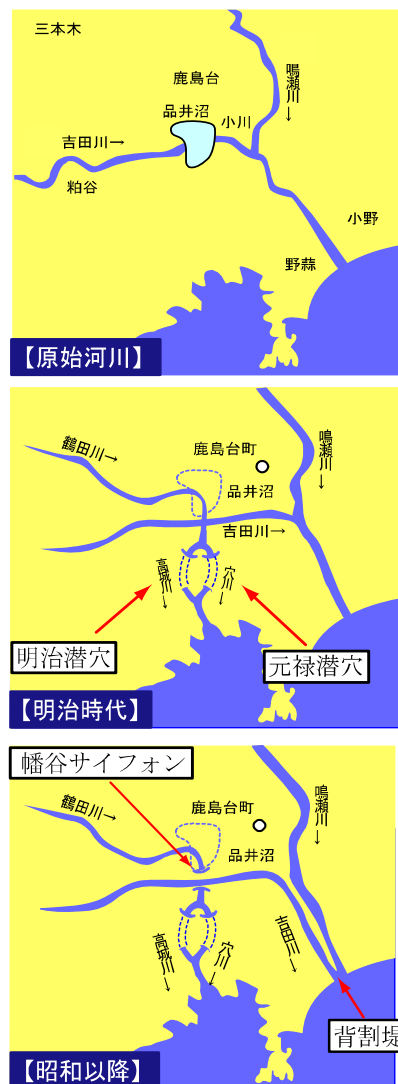 三本木
鹿島台
鳴瀬川→
品井沼
小川
吉田川→
粕谷
小野
野蒜
【原始河川】
鶴田川→
鹿島台町
鳴瀬川→
品井沼
吉田川→
高城川→
穴川→
明治潜穴
元禄潜穴
【明治時代】
幡谷サイフォン
鶴田川→
鹿島台町
鳴瀬川→
品井沼
吉田川→
高城川→
穴川→
背割堤
【昭和以降】